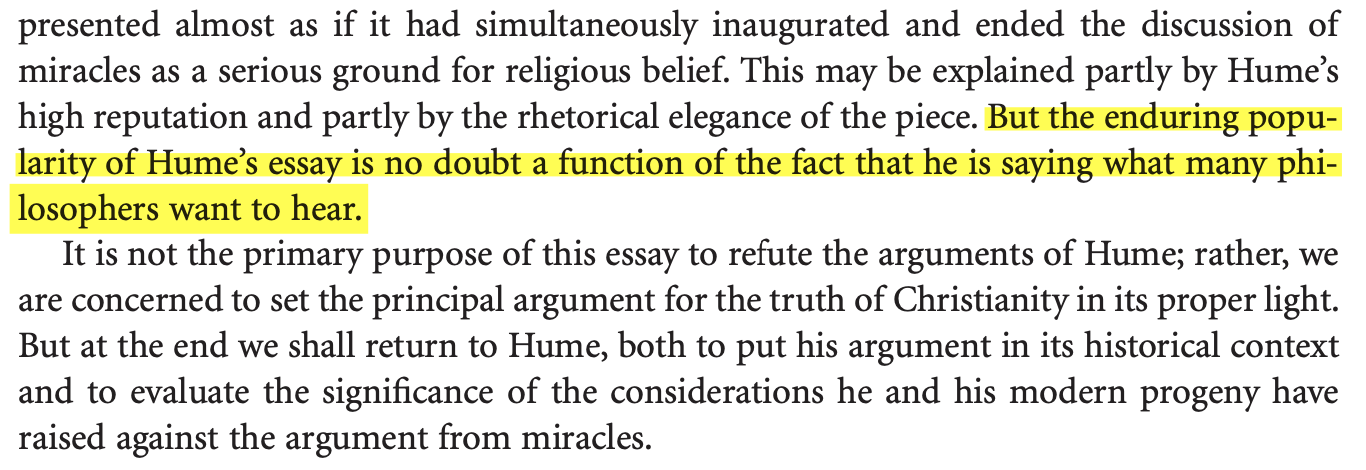 presented almost as if it had simultaneously inaugurated and ended the discussion of
miracles as a serious ground for religious belief. This may be explained partly by Hume’s
high reputation and partly by the rhetorical elegance of the piece. But the enduring popu-
larity of Hume’s essay is no doubt a function of the fact that he is saying what many phi-
losophers want to hear.
It is not the primary purpose of this essay to refute the arguments of Hume; rather, we
are concerned to set the principal argument for the truth of Christianity in its proper light.
But at the end we shall return to Hume, both to put his argument in its historical context
and to evaluate the significance of the considerations he and his modern progeny have
raised against the argument from miracles.